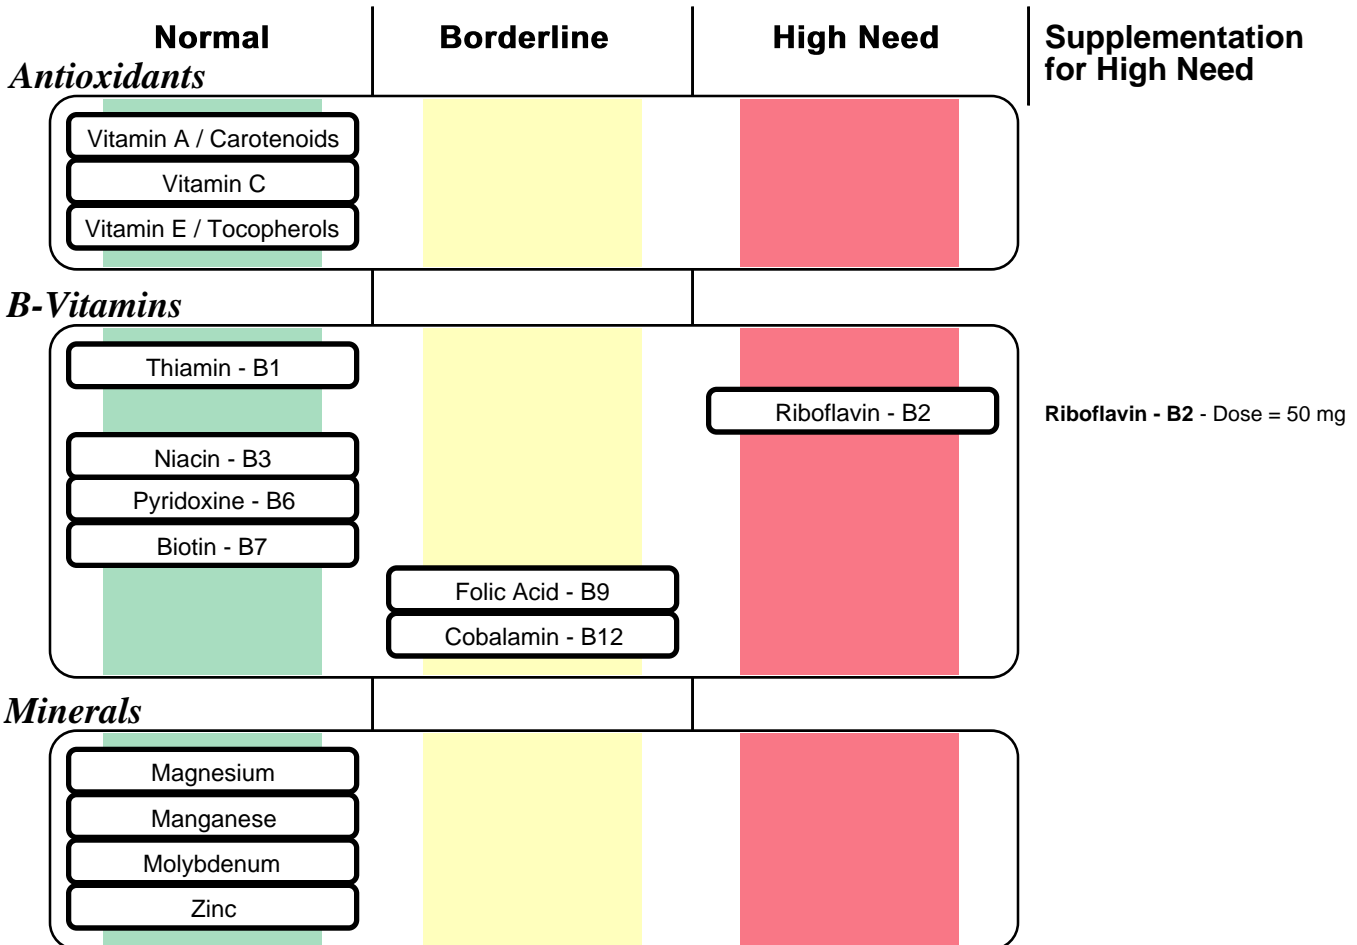 Normal Borderline High Need Supplementation
for High Need
Antioxidants
Vitamin A / Carotenoids
Vitamin C
Vitamin E / Tocopherols
B-Vitamins
Thiamin - B1
Riboflavin - B2 Riboflavin - B2 - Dose = 50 mg
Niacin - B3
Pyridoxine - B6
Biotin - B7
Folic Acid - B9
Cobalamin - B12
Minerals
Magnesium
Manganese
Molybdenum
Zinc